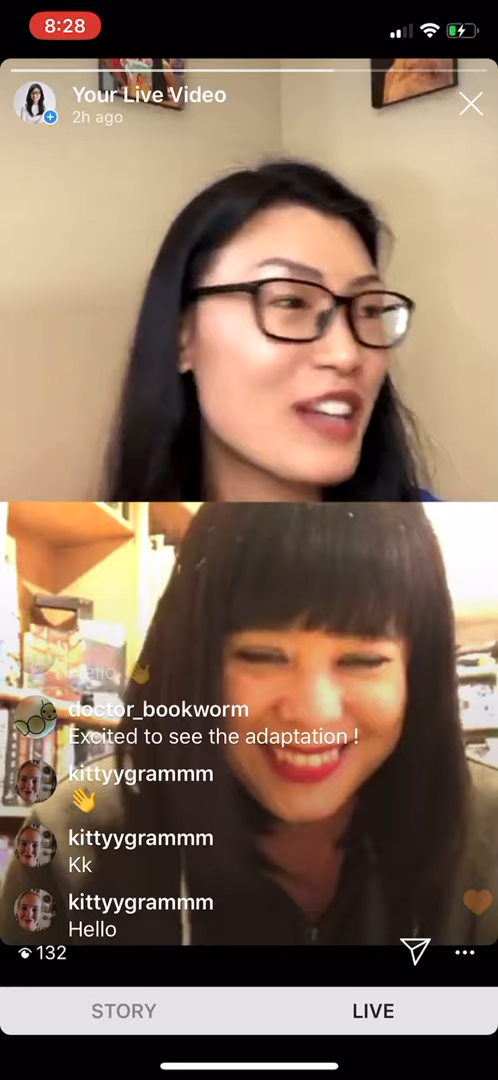 8:28
Your Live Video
2h ago
Hello 👋
doctor_bookworm
Excited to see the adaptation !
kittyygrammm
👋
kittyygrammm
Kk
kittyygrammm
Hello
132
STORY
LIVE